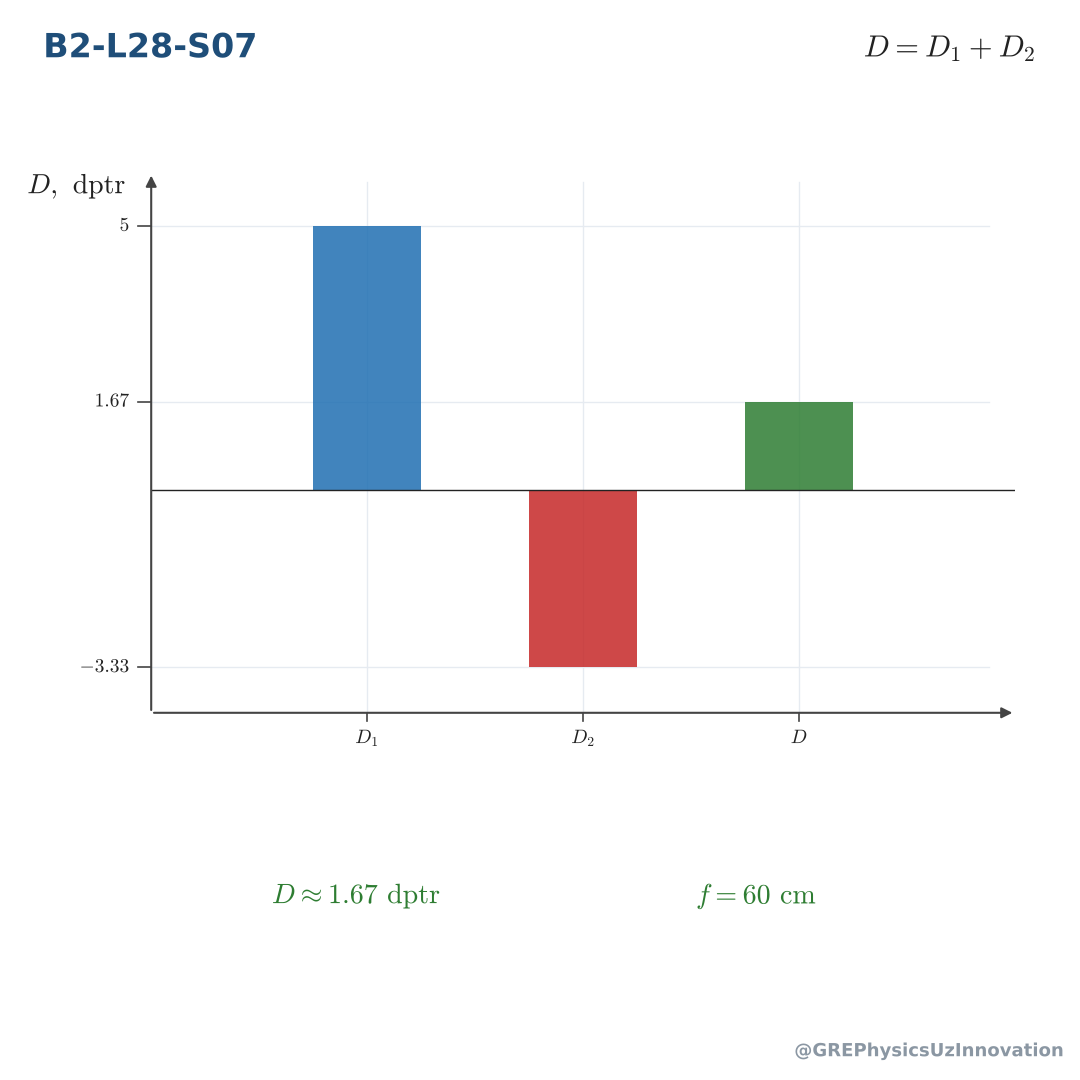 B2-L28-S07
D = D₁ + D₂
D, dptr
5
1.67
−3.33
D₁
D₂
D
D ≈ 1.67 dptr
f = 60 cm
@GREPhysicsUzInnovation